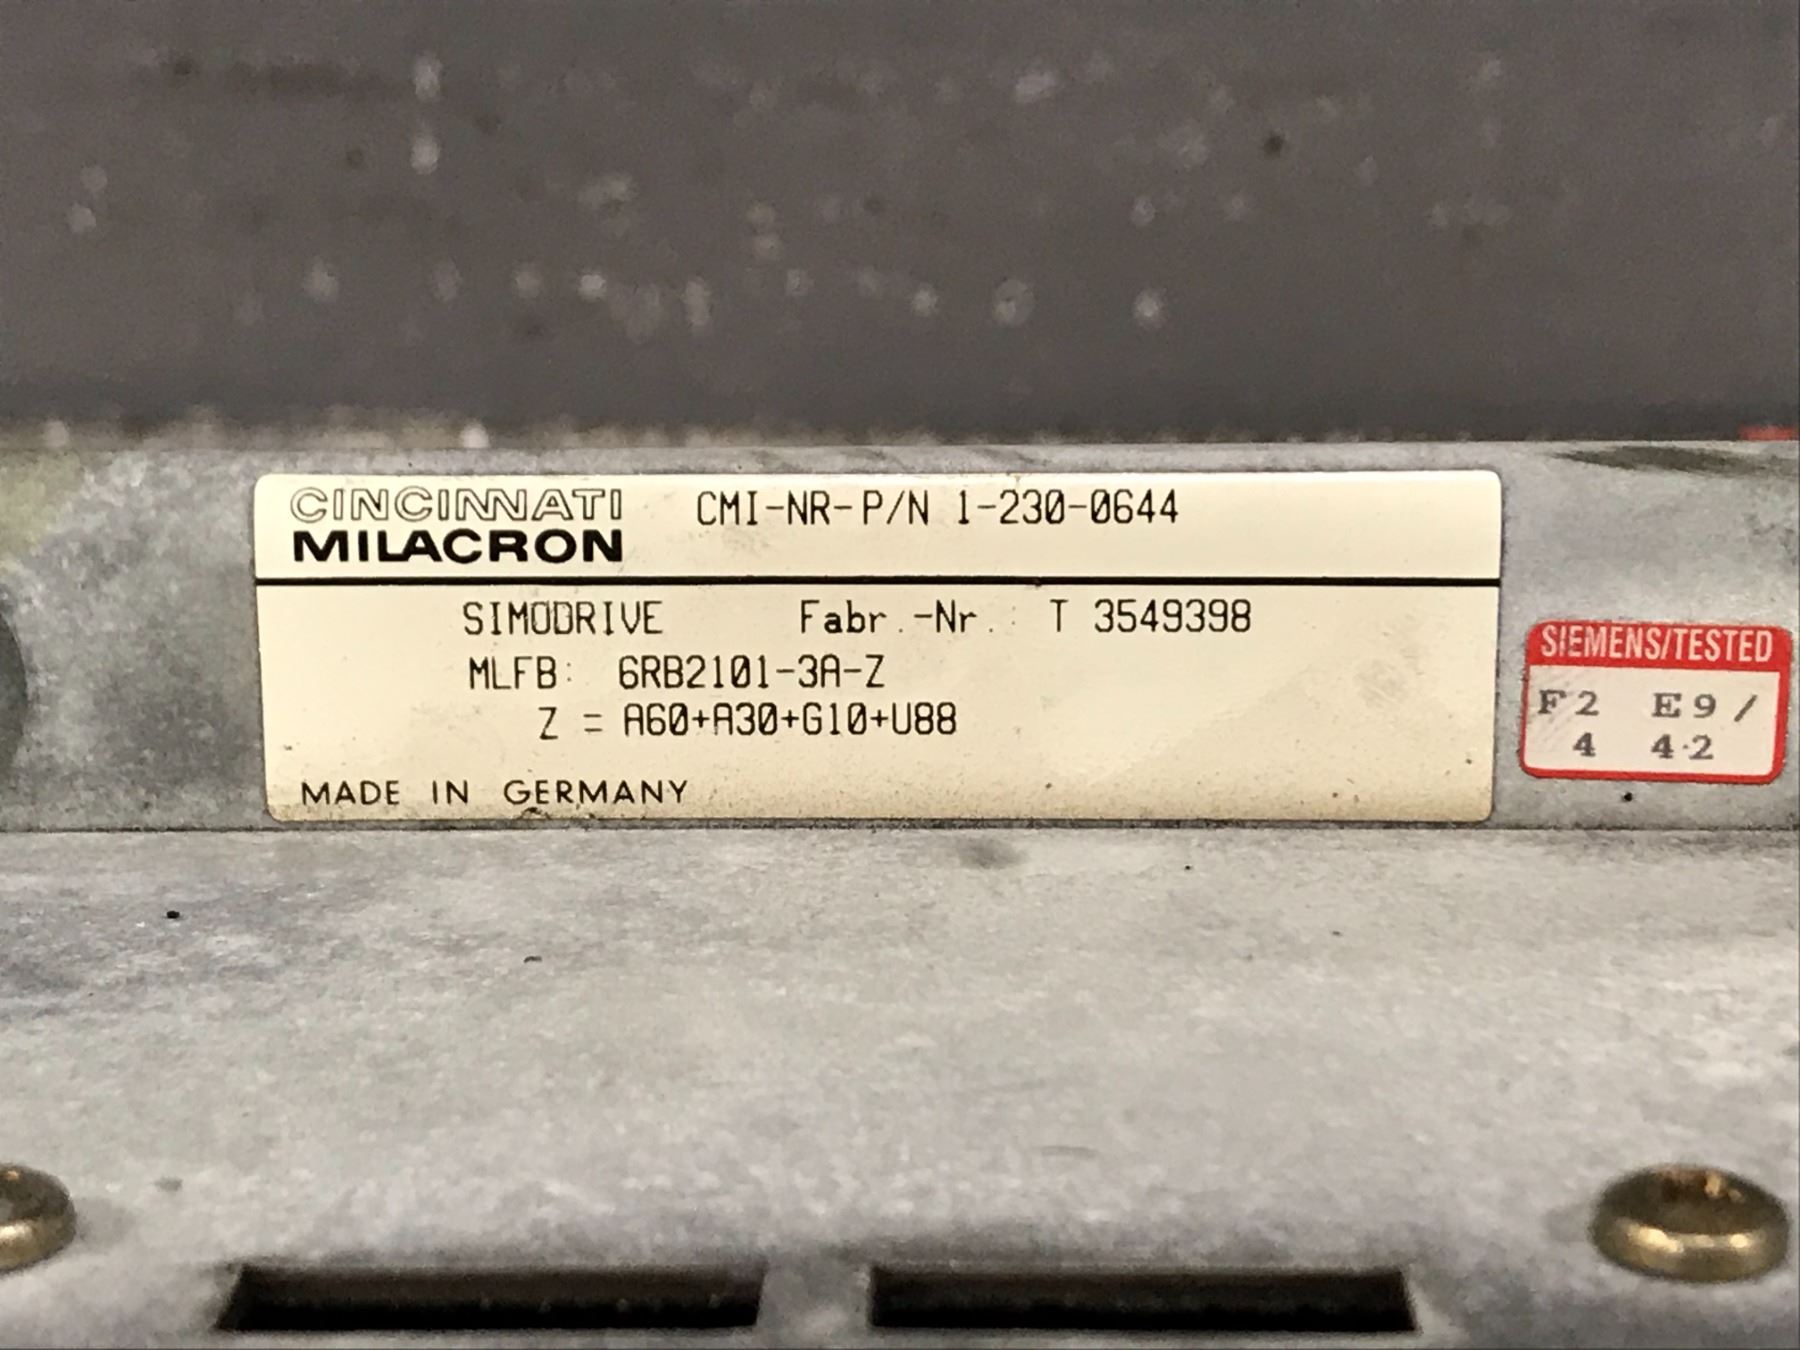 CINCINNATI
MILACRON
CMI-NR-P/N 1-230-0644
SIMODRIVE Fabr.-Nr.: T 3549398
MLFB: 6RB2101-3A-Z
Z = A60+A30+G10+U88
MADE IN GERMANY
SIEMENS/TESTED
F2 E9/
4 4.2